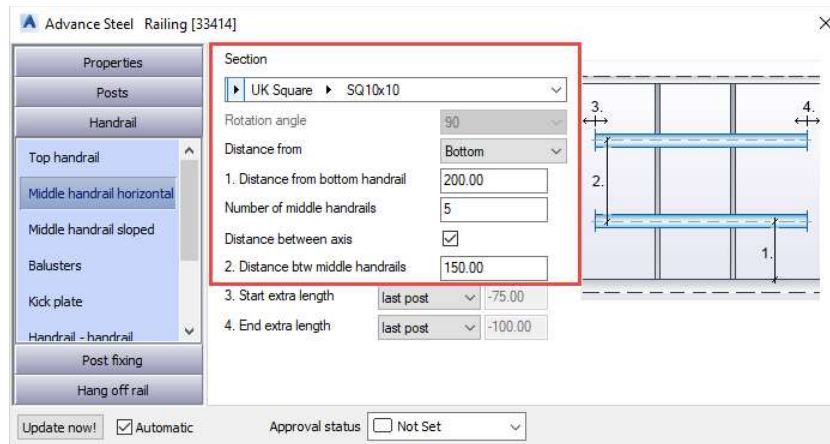 Advance Steel Railing [33414]
Properties
Posts
Handrail
Top handrail
Middle handrail horizontal
Middle handrail sloped
Balusters
Kick plate
Handrail - handrail
Post fixing
Hang off rail
Section
UK Square SQ10x10
Rotation angle 90
Distance from Bottom
1. Distance from bottom handrail 200.00
Number of middle handrails 5
Distance between axis
2. Distance btw middle handrails 150.00
3. Start extra length last post -75.00
4. End extra length last post -100.00
3. 4.
2.
1.
Update now! Automatic Approval status Not Set